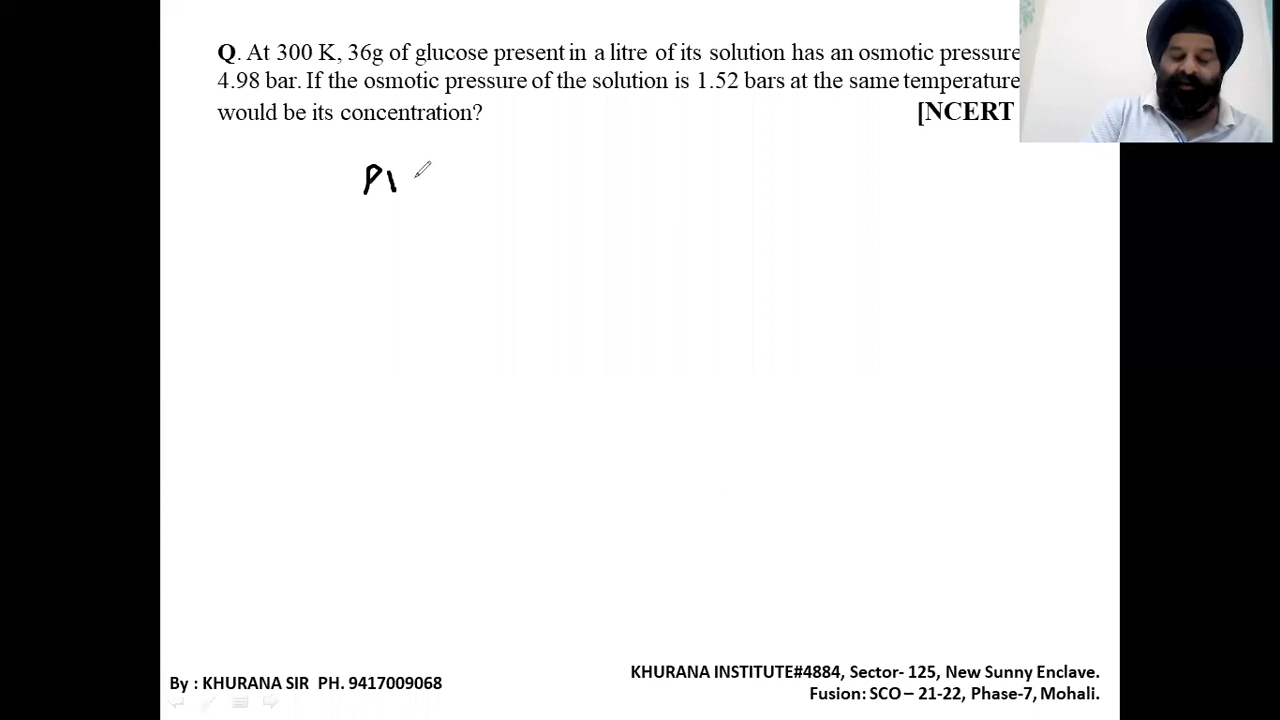 Q. At 300 K, 36g of glucose present in a litre of its solution has an osmotic pressure
4.98 bar. If the osmotic pressure of the solution is 1.52 bars at the same temperature
would be its concentration?
[NCERT
P1
By : KHURANA SIR PH. 9417009068
KHURANA INSTITUTE#4884, Sector- 125, New Sunny Enclave.
Fusion: SCO – 21-22, Phase-7, Mohali.